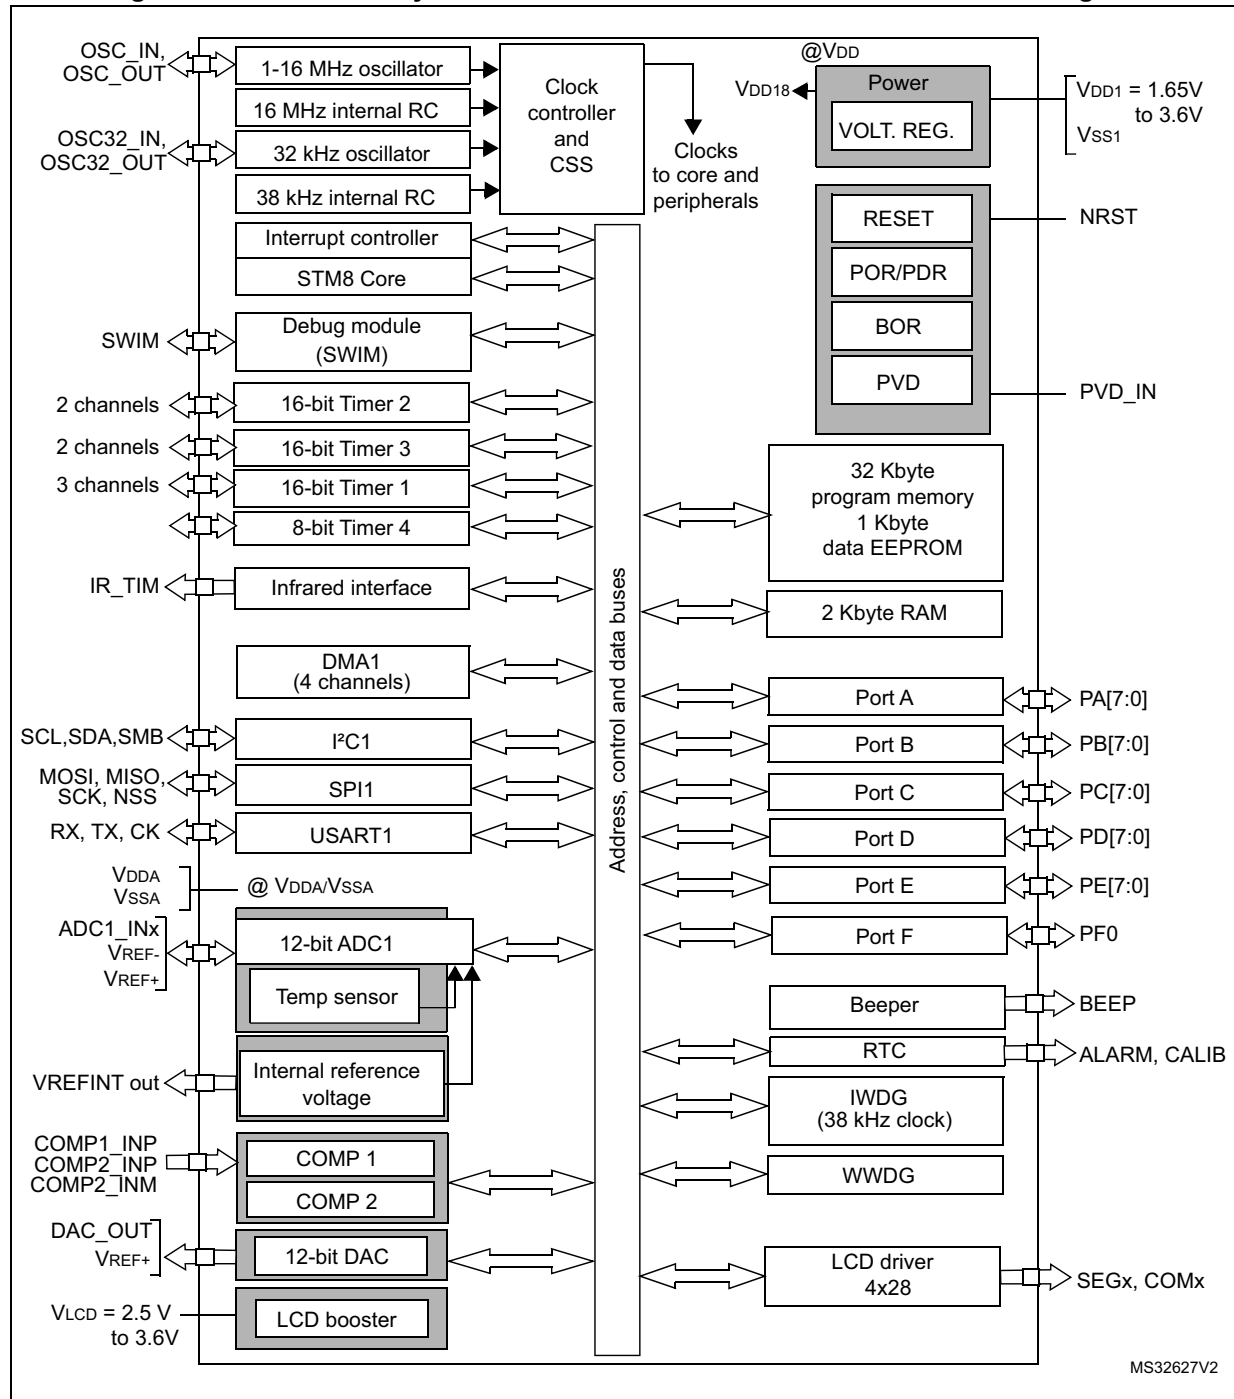 OSC_IN,
OSC_OUT
1-16 MHz oscillator
16 MHz internal RC
OSC32_IN,
OSC32_OUT
32 kHz oscillator
38 kHz internal RC
Clock
controller
and
CSS
Clocks
to core and
peripherals
@VDD
VDD18
Power
VOLT. REG.
VDD1 = 1.65V
to 3.6V
VSS1
RESET
NRST
POR/PDR
BOR
PVD
PVD_IN
Interrupt controller
STM8 Core
SWIM
Debug module
(SWIM)
2 channels
16-bit Timer 2
2 channels
16-bit Timer 3
3 channels
16-bit Timer 1
8-bit Timer 4
IR_TIM
Infrared interface
DMA1
(4 channels)
SCL,SDA,SMB
I²C1
MOSI, MISO,
SCK, NSS
SPI1
RX, TX, CK
USART1
VDDA
VSSA
@ VDDA/VSSA
ADC1_INx
VREF-
VREF+
12-bit ADC1
Temp sensor
VREFINT out
Internal reference
voltage
COMP1_INP
COMP2_INP
COMP2_INM
COMP 1
COMP 2
DAC_OUT
VREF+
12-bit DAC
VLCD = 2.5 V
to 3.6V
LCD booster
Address, control and data buses
32 Kbyte
program memory
1 Kbyte
data EEPROM
2 Kbyte RAM
Port A
PA[7:0]
Port B
PB[7:0]
Port C
PC[7:0]
Port D
PD[7:0]
Port E
PE[7:0]
Port F
PF0
Beeper
BEEP
RTC
ALARM, CALIB
IWDG
(38 kHz clock)
WWDG
LCD driver
4x28
SEGx, COMx
MS32627V2